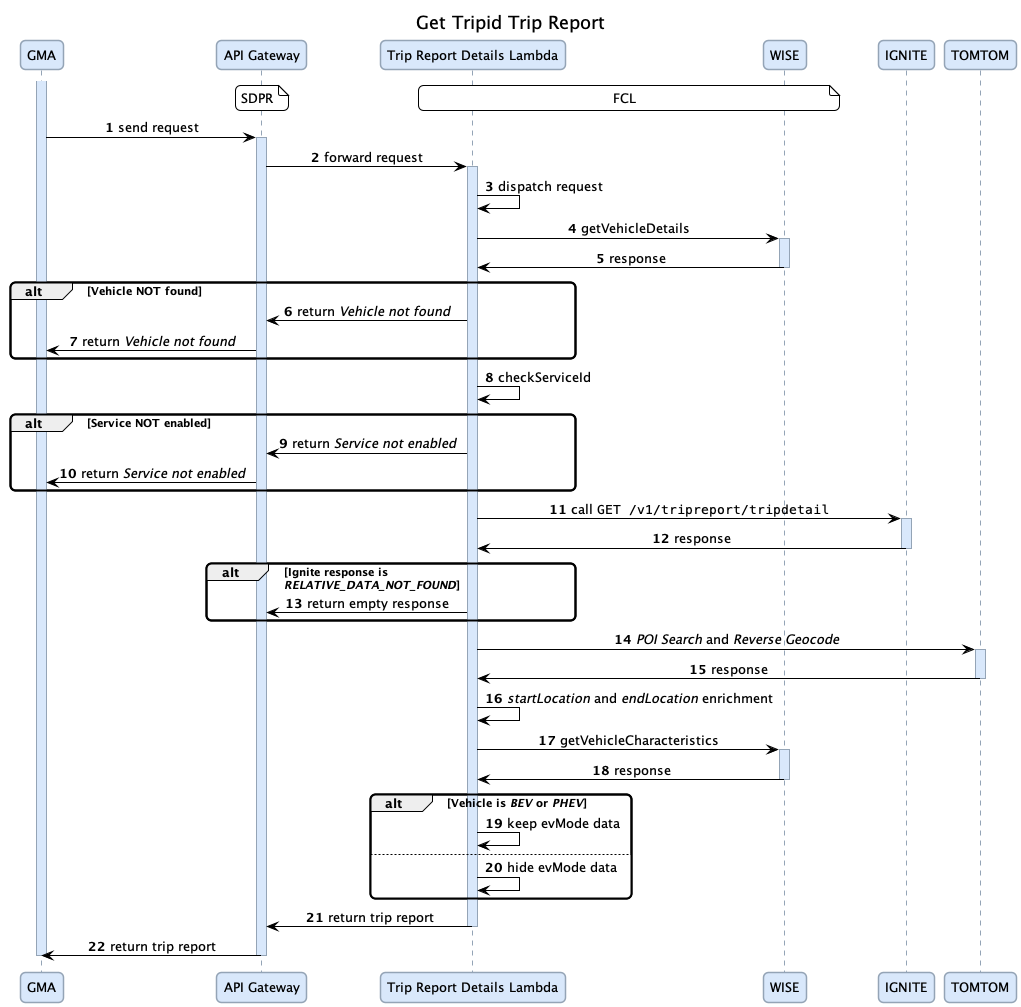 Get Tripid Trip Report
GMA
API Gateway
Trip Report Details Lambda
WISE
IGNITE
TOMTOM
SDPR
FCL
1 send request
2 forward request
3 dispatch request
4 getVehicleDetails
5 response
alt [Vehicle NOT found]
6 return Vehicle not found
7 return Vehicle not found
8 checkServiceId
alt [Service NOT enabled]
9 return Service not enabled
10 return Service not enabled
11 call GET /v1/tripreport/tripdetail
12 response
alt [Ignite response is
RELATIVE_DATA_NOT_FOUND]
13 return empty response
14 POI Search and Reverse Geocode
15 response
16 startLocation and endLocation enrichment
17 getVehicleCharacteristics
18 response
alt [Vehicle is BEV or PHEV]
19 keep evMode data
20 hide evMode data
21 return trip report
22 return trip report
GMA
API Gateway
Trip Report Details Lambda
WISE
IGNITE
TOMTOM